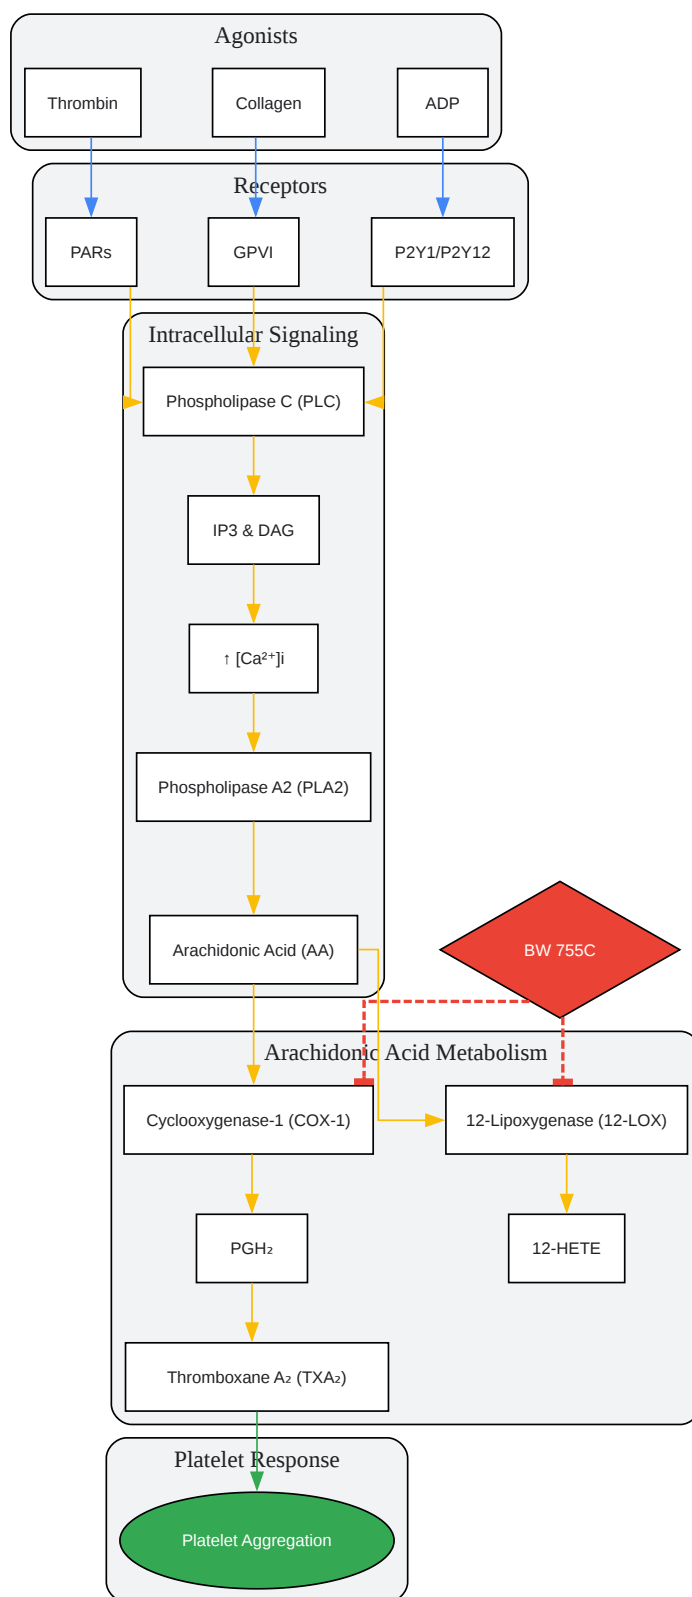 Agonists
Thrombin
Collagen
ADP
Receptors
PARs
GPVI
P2Y1/P2Y12
Intracellular Signaling
Phospholipase C (PLC)
IP3 & DAG
↑ [Ca²⁺]i
Phospholipase A2 (PLA2)
Arachidonic Acid (AA)
BW 755C
Arachidonic Acid Metabolism
Cyclooxygenase-1 (COX-1)
12-Lipoxygenase (12-LOX)
PGH₂
12-HETE
Thromboxane A₂ (TXA₂)
Platelet Response
Platelet Aggregation